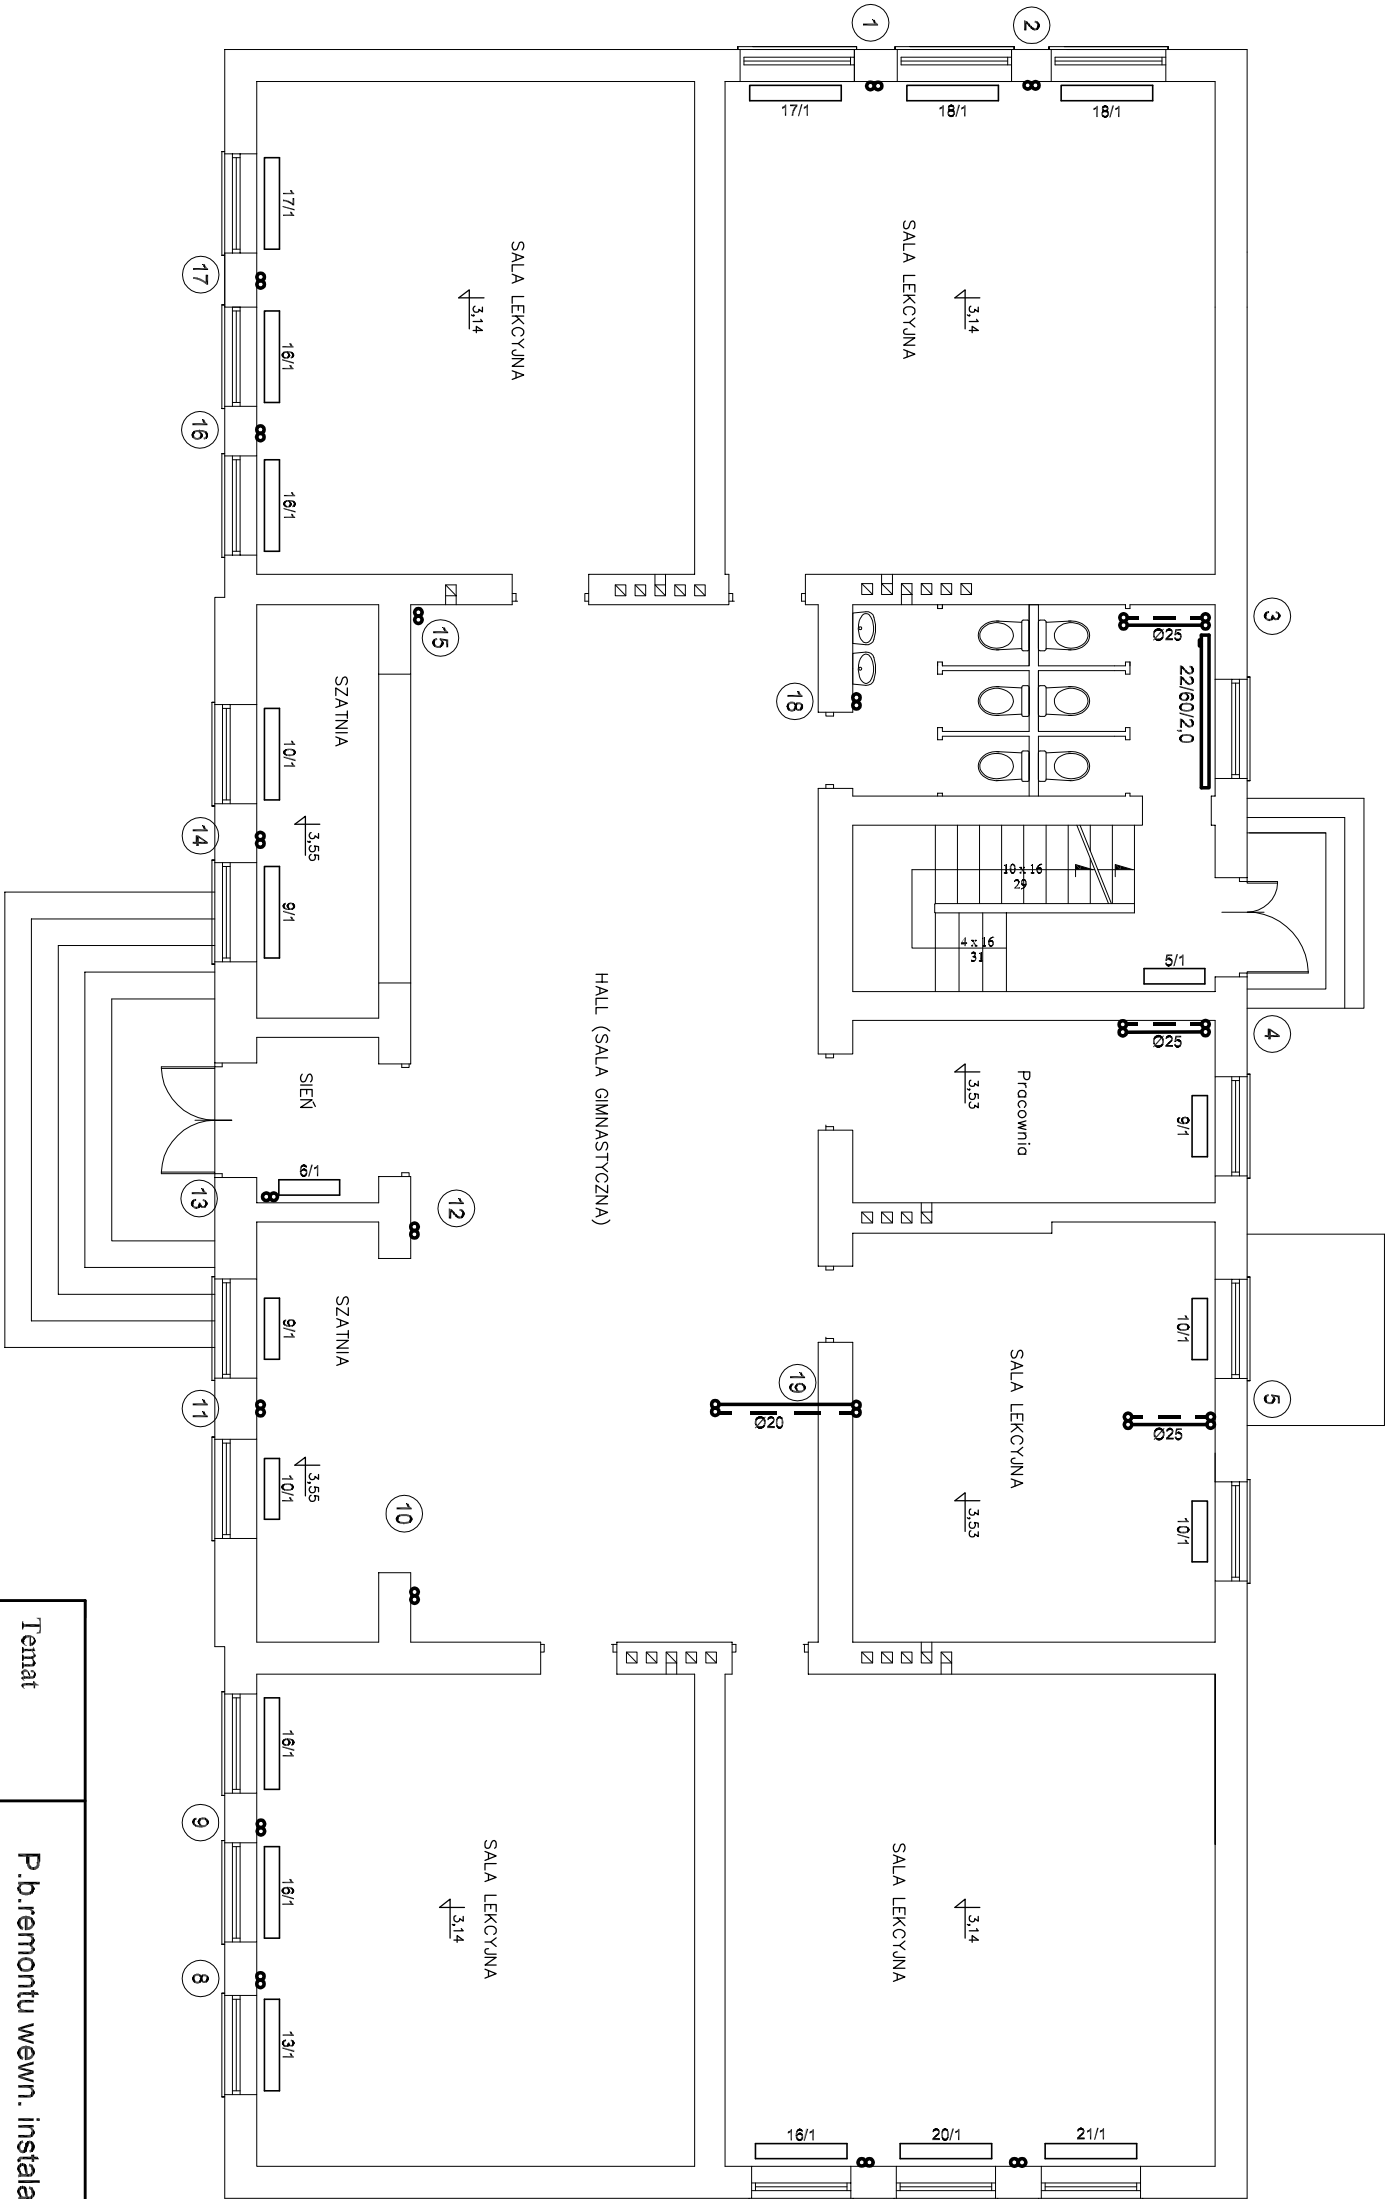 1
2
17/1
18/1
18/1
SALA LEKCYJNA
3,14
17/1
17
16/1
16
16/1
SALA LEKCYJNA
3,14
3
Ø25
22/60/2,0
18
15
SZATNIA
10/1
3,55
14
9/1
10 x 16
29
4 x 16
31
5/1
4
Ø25
Pracownia
3,53
9/1
HALL (SALA GIMNASTYCZNA)
SIEŃ
6/1
13
12
SZATNIA
9/1
11
10/1
3,55
10
10/1
SALA LEKCYJNA
5
Ø25
3,53
10/1
19
Ø20
16/1
9
16/1
8
13/1
SALA LEKCYJNA
3,14
SALA LEKCYJNA
3,14
16/1
20/1
21/1
Temat
P.b.remontu wewn. instala